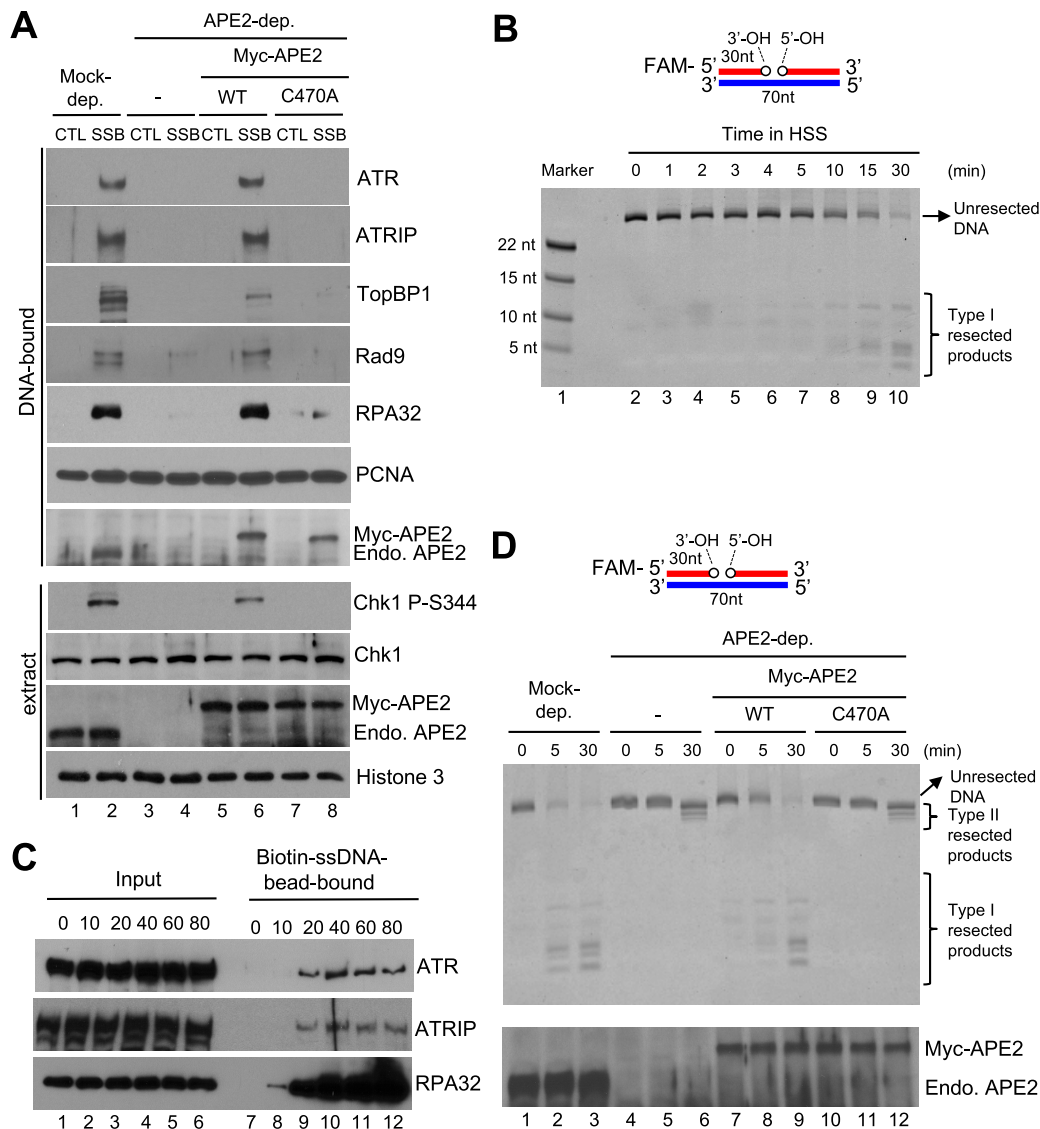 A
APE2-dep.
Myc-APE2
Mock-
dep.
-
WT
C470A
CTL SSB CTL SSB CTL SSB CTL SSB
DNA-bound
ATR
ATRIP
TopBP1
Rad9
RPA32
PCNA
Myc-APE2
Endo. APE2
extract
Chk1 P-S344
Chk1
Myc-APE2
Endo. APE2
Histone 3
1 2 3 4 5 6 7 8
B
3’-OH 5’-OH
30nt
FAM- 5’ 3’
3’ 5’
70nt
Time in HSS
Marker 0 1 2 3 4 5 10 15 30 (min)
Unresected
DNA
22 nt
15 nt
10 nt
5 nt
Type I
resected
products
1 2 3 4 5 6 7 8 9 10
C
Input
Biotin-ssDNA-
bead-bound
0 10 20 40 60 80 0 10 20 40 60 80
ATR
ATRIP
RPA32
1 2 3 4 5 6 7 8 9 10 11 12
D
3’-OH 5’-OH
30nt
FAM- 5’ 3’
3’ 5’
70nt
APE2-dep.
Myc-APE2
Mock-
dep.
-
WT
C470A
0 5 30 0 5 30 0 5 30 0 5 30 (min)
Unresected
DNA
Type II
resected
products
Type I
resected
products
Myc-APE2
Endo. APE2
1 2 3 4 5 6 7 8 9 10 11 12